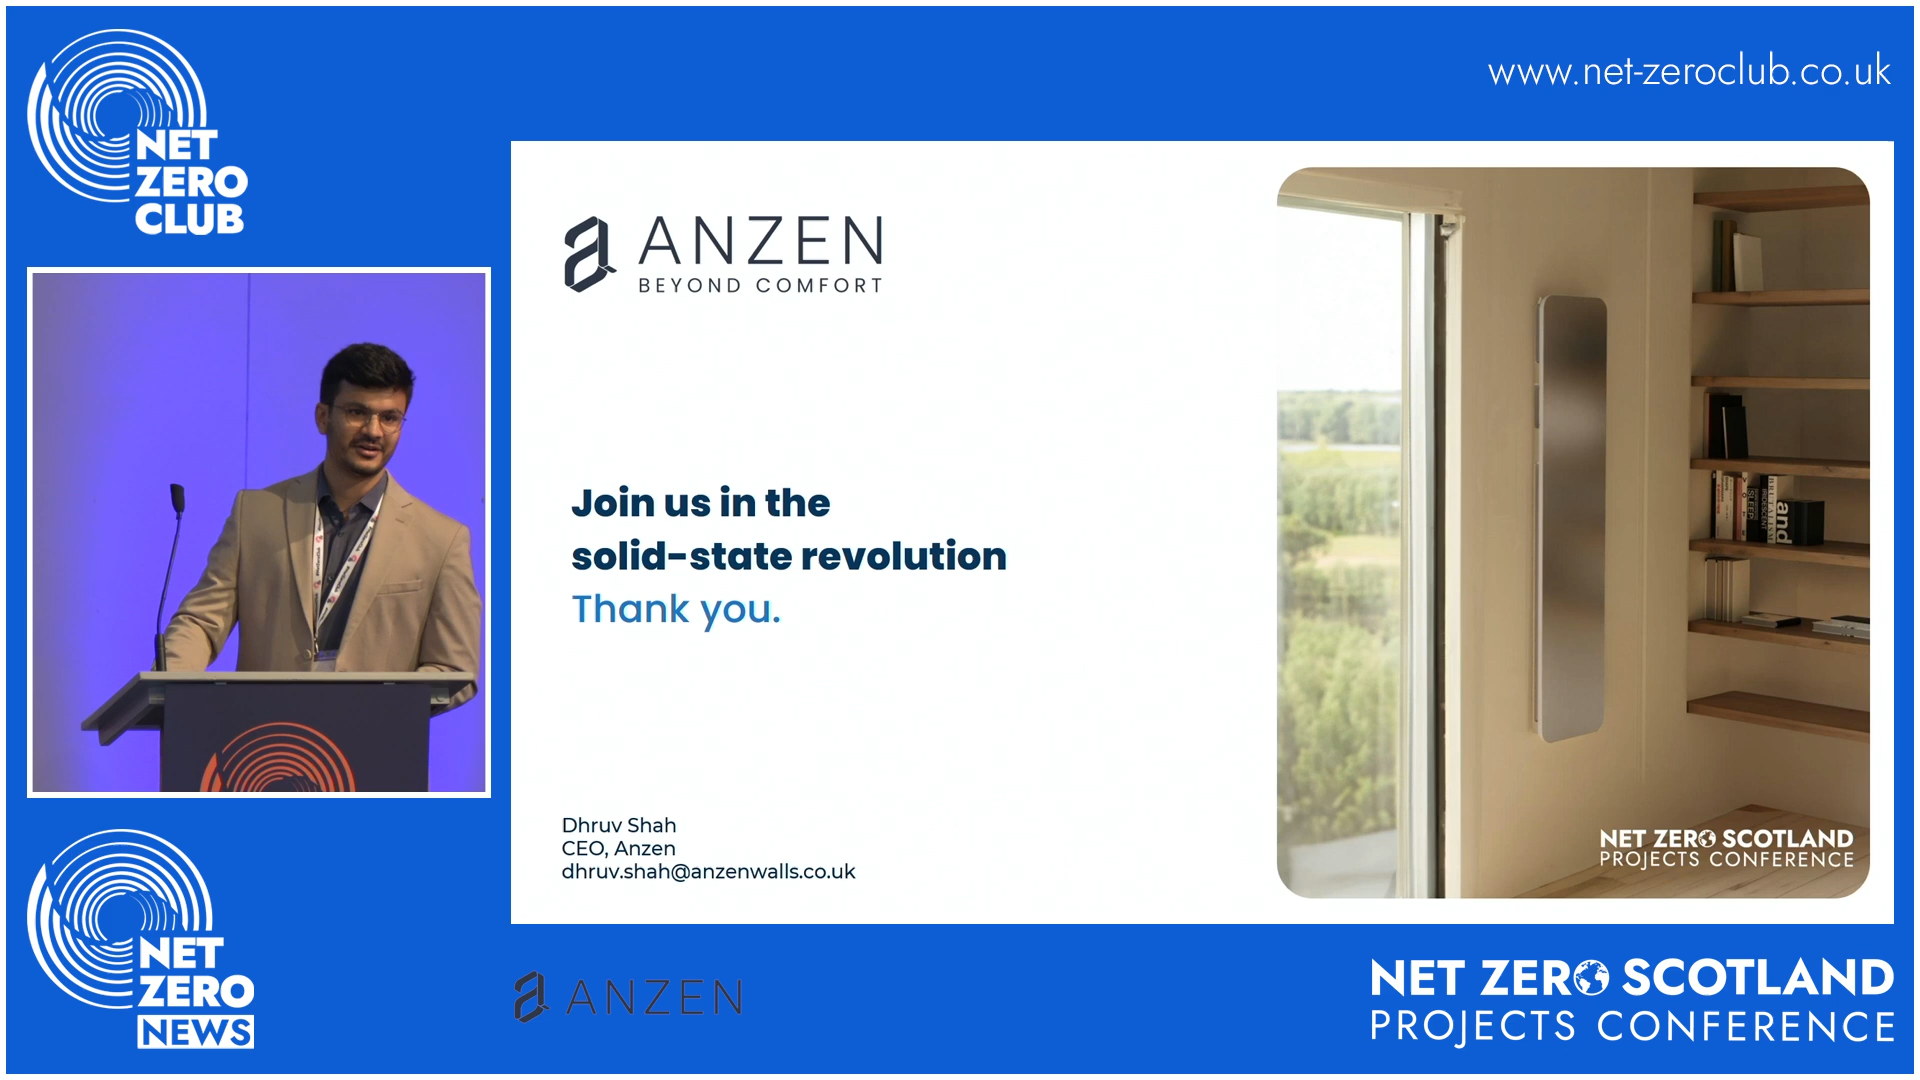 NET
ZERO
CLUB
www.net-zeroclub.co.uk
ANZEN
BEYOND COMFORT
Join us in the
solid-state revolution
Thank you.
Dhruv Shah
CEO, Anzen
dhruv.shah@anzenwalls.co.uk
and
NET ZERO SCOTLAND
PROJECTS CONFERENCE
NET
ZERO
NEWS
ANZEN
NET ZERO SCOTLAND
PROJECTS CONFERENCE